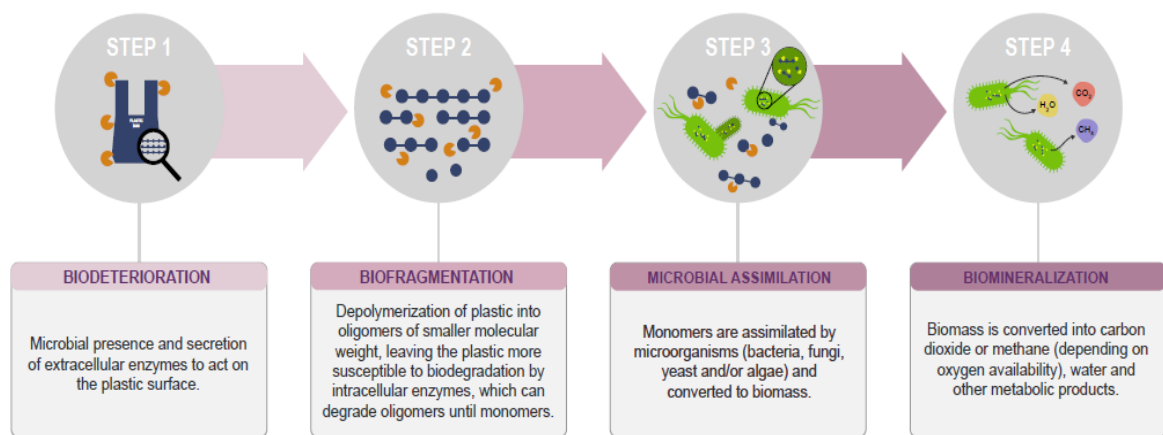 STEP 1
STEP 2
STEP 3
STEP 4
PLASTIC
CO2
H2O
CH4
BIODETERIORATION
Microbial presence and secretion
of extracellular enzymes to act on
the plastic surface.
BIOFRAGMENTATION
Depolymerization of plastic into
oligomers of smaller molecular
weight, leaving the plastic more
susceptible to biodegradation by
intracellular enzymes, which can
degrade oligomers until monomers.
MICROBIAL ASSIMILATION
Monomers are assimilated by
microorganisms (bacteria, fungi,
yeast and/or algae) and
converted to biomass.
BIOMINERALIZATION
Biomass is converted into carbon
dioxide or methane (depending on
oxygen availability), water and
other metabolic products.